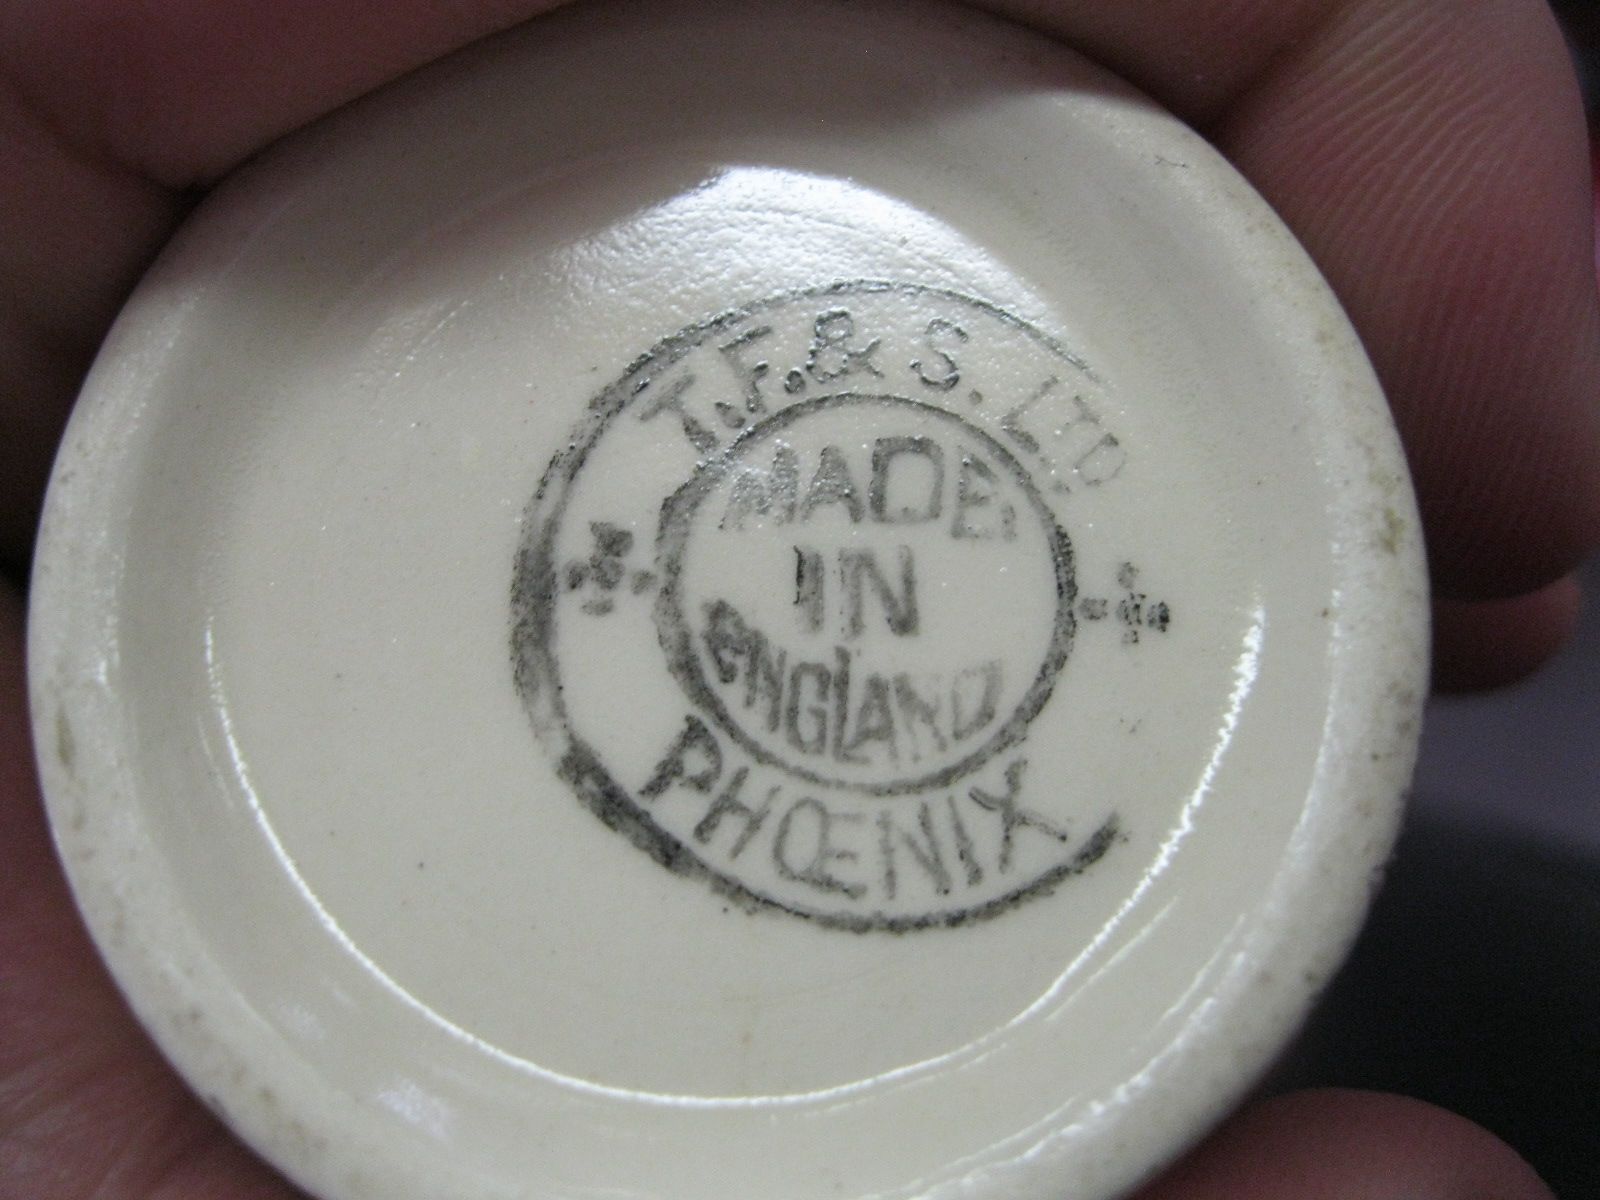 T.F. & S. LTD
MADE
IN
ENGLAND
PHŒNIX